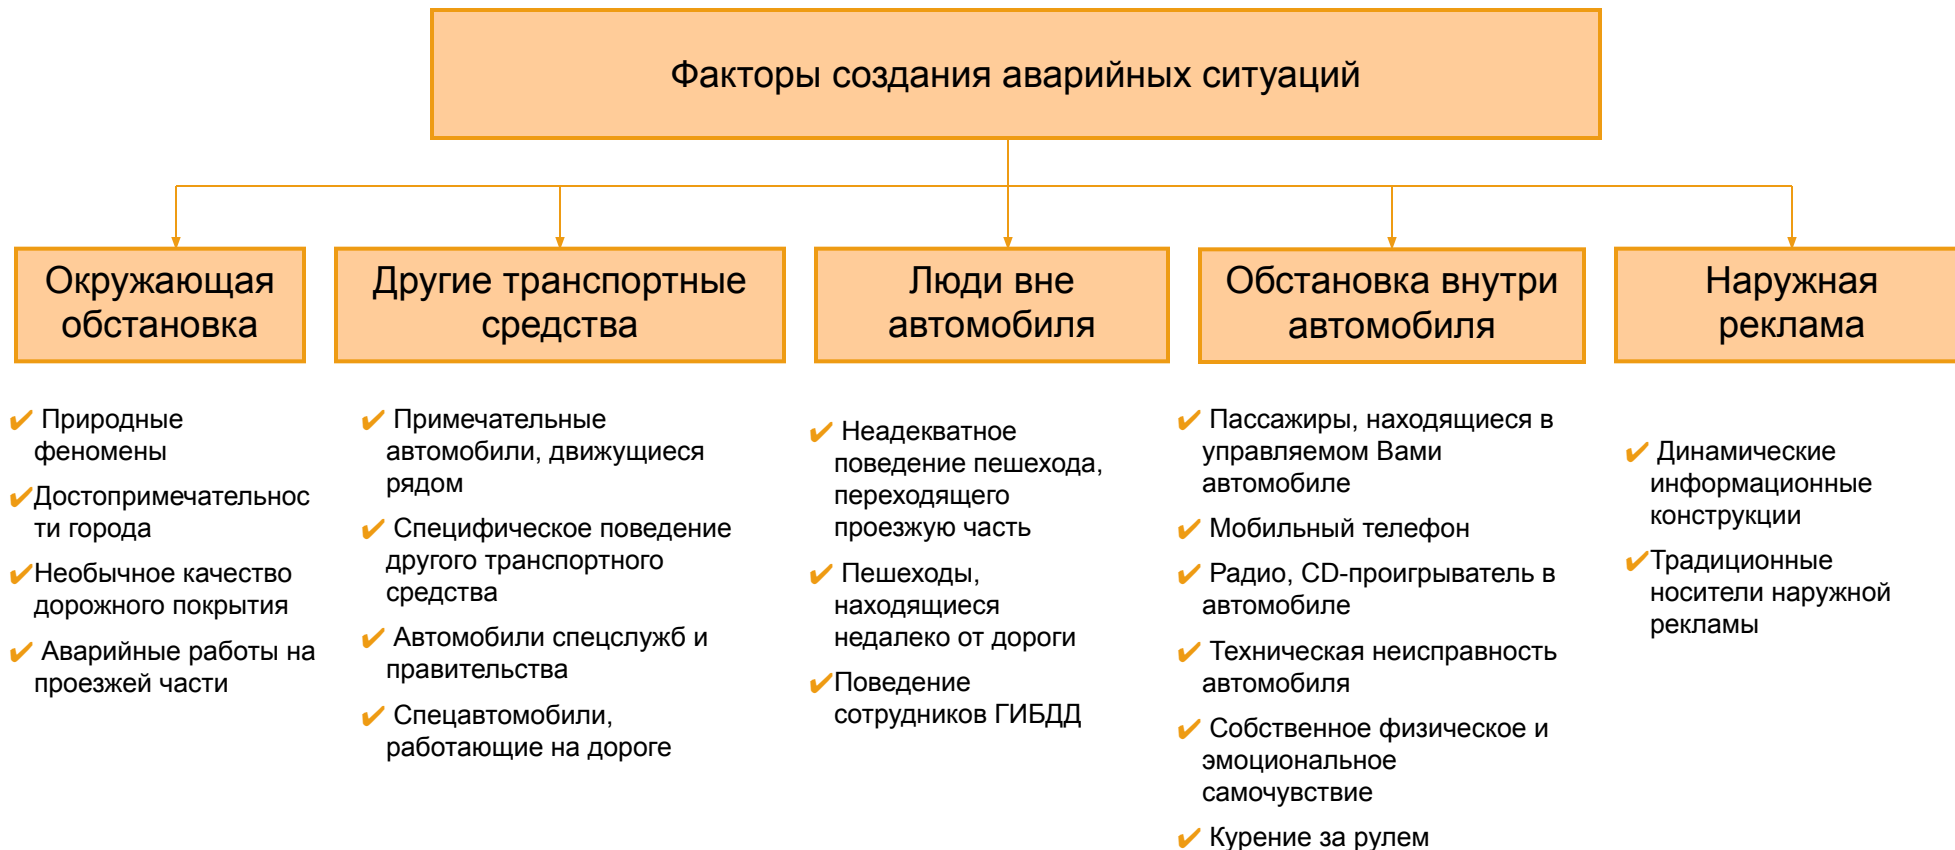 Факторы создания аварийных ситуаций
Окружающая
обстановка
Природные
феномены
Достопримечательнос
ти города
Необычное качество
дорожного покрытия
Аварийные работы на
проезжей части
Другие транспортные
средства
Примечательные
автомобили, движущиеся
рядом
Специфическое поведение
другого транспортного
средства
Автомобили спецслужб и
правительства
Спецавтомобили,
работающие на дороге
Люди вне
автомобиля
Неадекватное
поведение пешехода,
переходящего
проезжую часть
Пешеходы,
находящиеся
недалеко от дороги
Поведение
сотрудников ГИБДД
Обстановка внутри
автомобиля
Пассажиры, находящиеся в
управляемом Вами
автомобиле
Мобильный телефон
Радио, CD-проигрыватель в
автомобиле
Техническая неисправность
автомобиля
Собственное физическое и
эмоциональное
самочувствие
Курение за рулем
Наружная
реклама
Динамические
информационные
конструкции
Традиционные
носители наружной
рекламы